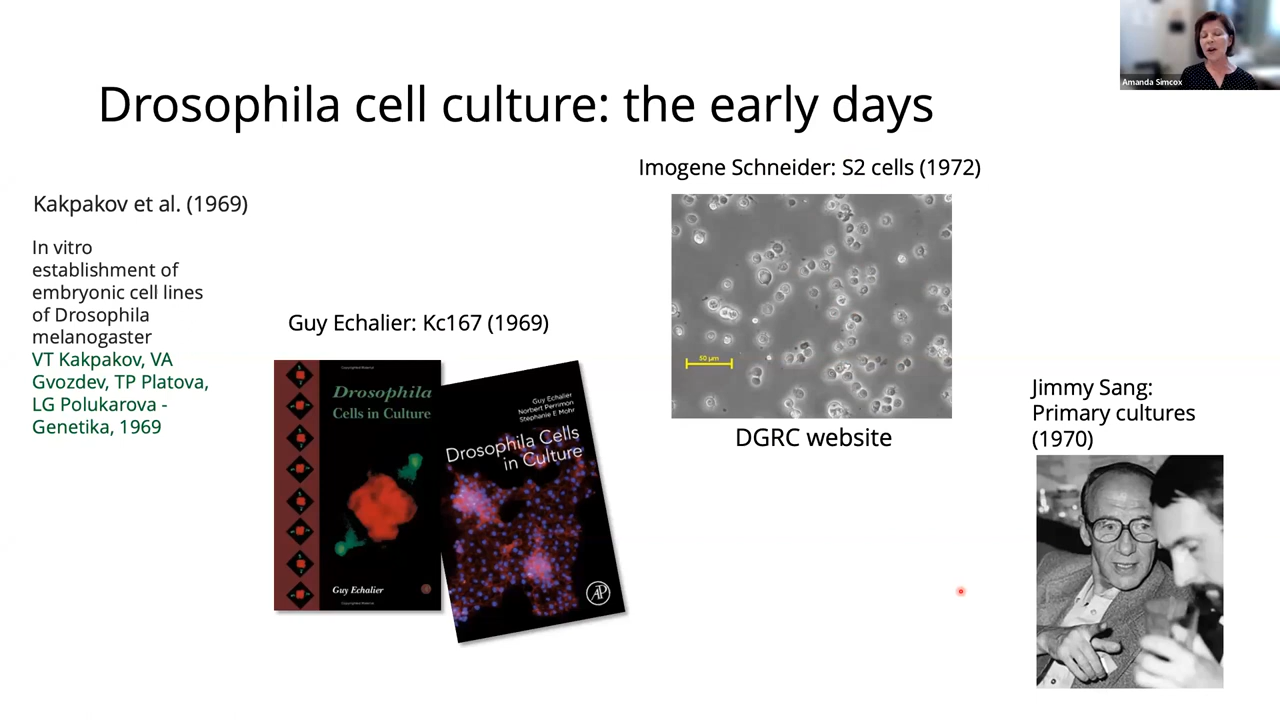 Amanda Simcox
Drosophila cell culture: the early days
Kakpakov et al. (1969)
In vitro
establishment of
embryonic cell lines
of Drosophila
melanogaster
VT Kakpakov, VA
Gvozdev, TP Platova,
LG Polukarova -
Genetika, 1969
Guy Echalier: Kc167 (1969)
Drosophila
Cells in Culture
Guy Echalier
Guy Echalier
Norbert Perrimon
Stephanie E Mohr
Drosophila Cells
in Culture
AP
Imogene Schneider: S2 cells (1972)
50 µm
DGRC website
Jimmy Sang:
Primary cultures
(1970)